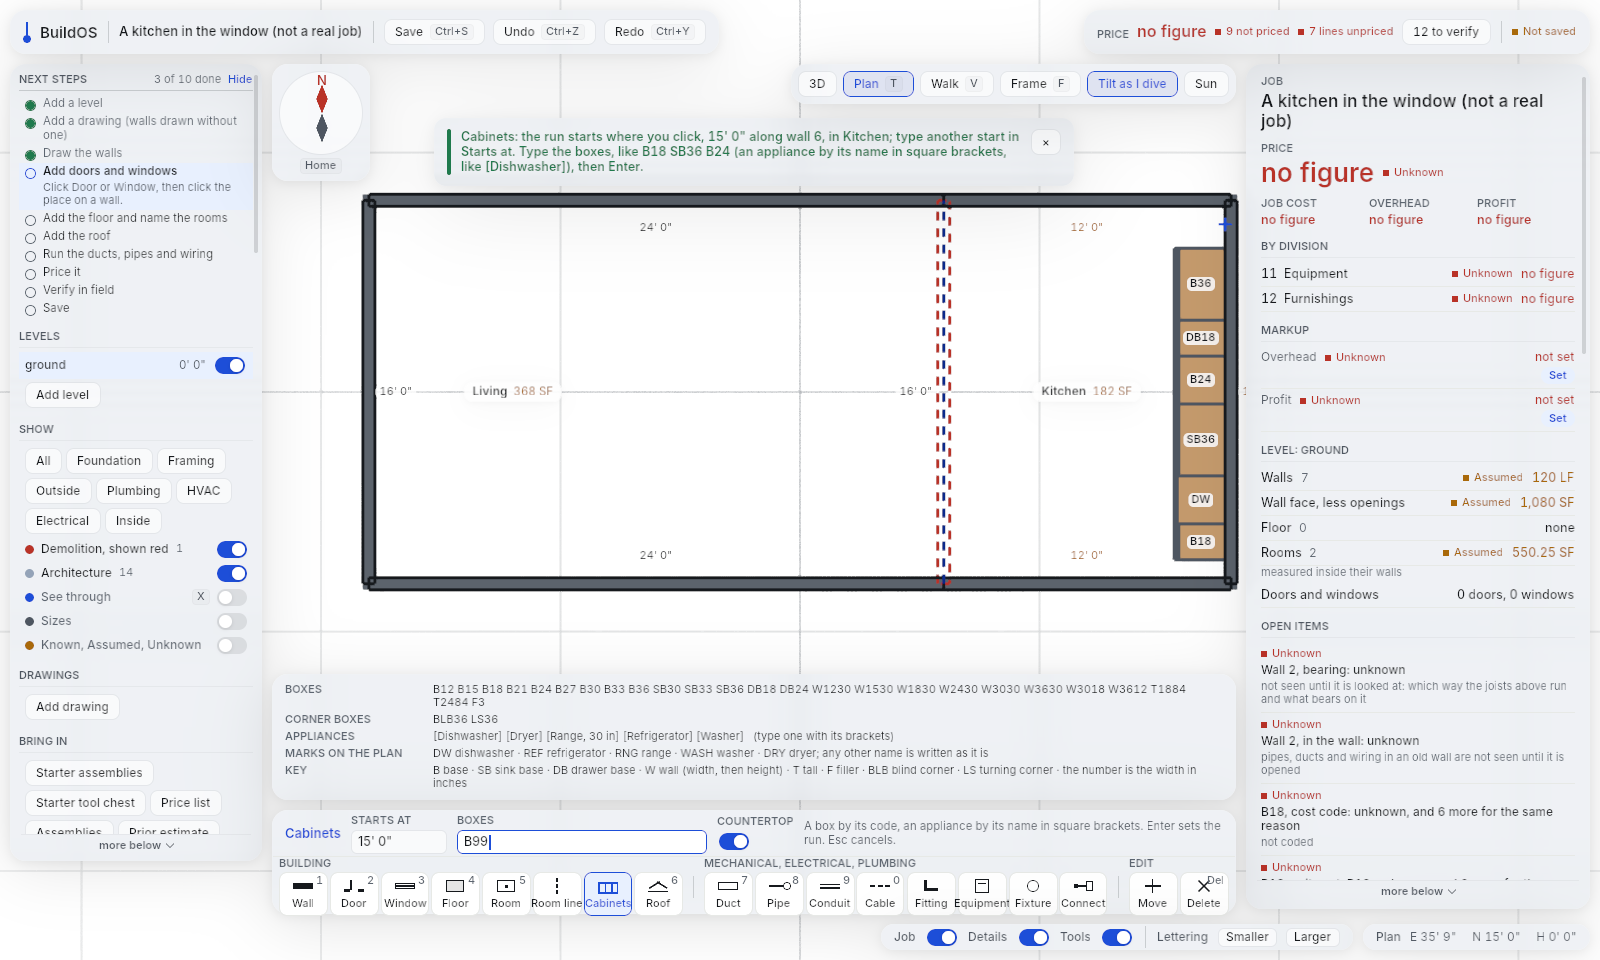 BuildOS
A kitchen in the window (not a real job)
Save Ctrl+S
Undo Ctrl+Z
Redo Ctrl+Y
PRICE no figure 9 not priced 7 lines unpriced 12 to verify Not saved
NEXT STEPS 3 of 10 done Hide
Add a level
Add a drawing (walls drawn without
one)
Draw the walls
Add doors and windows
Click Door or Window, then click the
place on a wall.
Add the floor and name the rooms
Add the roof
Run the ducts, pipes and wiring
Price it
Verify in field
Save
LEVELS
ground 0' 0"
Add level
SHOW
All Foundation Framing
Outside Plumbing HVAC
Electrical Inside
Demolition, shown red 1
Architecture 14
See through X
Sizes
Known, Assumed, Unknown
DRAWINGS
Add drawing
BRING IN
Starter assemblies
Starter tool chest Price list
Assemblies Prior estimate
more below
N
Home
3D Plan T Walk V Frame F Tilt as I dive Sun
Cabinets: the run starts where you click, 15' 0" along wall 6, in Kitchen; type another start in
Starts at. Type the boxes, like B18 SB36 B24 (an appliance by its name in square brackets,
like [Dishwasher]), then Enter.
×
24' 0" 12' 0"
B36
DB18
B24
16' 0" Living 368 SF 16' 0" Kitchen 182 SF
SB36
DW
B18
24' 0" 12' 0"
BOXES B12 B15 B18 B21 B24 B27 B30 B33 B36 SB30 SB33 SB36 DB18 DB24 W1230 W1530 W1830 W2430 W3030 W3630 W3018 W3612 T1884
T2484 F3
CORNER BOXES BLB36 LS36
APPLIANCES [Dishwasher] [Dryer] [Range, 30 in] [Refrigerator] [Washer] (type one with its brackets)
MARKS ON THE PLAN DW dishwasher · REF refrigerator · RNG range · WASH washer · DRY dryer; any other name is written as it is
KEY B base · SB sink base · DB drawer base · W wall (width, then height) · T tall · F filler · BLB blind corner · LS turning corner · the number is the width in
inches
Cabinets
STARTS AT
15' 0"
BOXES
B99
COUNTERTOP
A box by its code, an appliance by its name in square brackets. Enter sets the
run. Esc cancels.
BUILDING
1 Wall
2 Door
3 Window
4 Floor
5 Room
Room line
Cabinets
6 Roof
MECHANICAL, ELECTRICAL, PLUMBING
7 Duct
8 Pipe
9 Conduit
0 Cable
Fitting
Equipment
Fixture
Connect
EDIT
Move
Del Delete
Job Details Tools Lettering Smaller Larger
Plan E 35' 9" N 15' 0" H 0' 0"
JOB
A kitchen in the window (not a real
job)
PRICE
no figure Unknown
JOB COST OVERHEAD PROFIT
no figure no figure no figure
BY DIVISION
11 Equipment Unknown no figure
12 Furnishings Unknown no figure
MARKUP
Overhead Unknown not set
Set
Profit Unknown not set
Set
LEVEL: GROUND
Walls 7 Assumed 120 LF
Wall face, less openings Assumed 1,080 SF
Floor 0 none
Rooms 2 Assumed 550.25 SF
measured inside their walls
Doors and windows 0 doors, 0 windows
OPEN ITEMS
Unknown
Wall 2, bearing: unknown
not seen until it is looked at: which way the joists above run
and what bears on it
Unknown
Wall 2, in the wall: unknown
pipes, ducts and wiring in an old wall are not seen until it is
opened
Unknown
B18, cost code: unknown, and 6 more for the same
reason
not coded
Unknown
more below